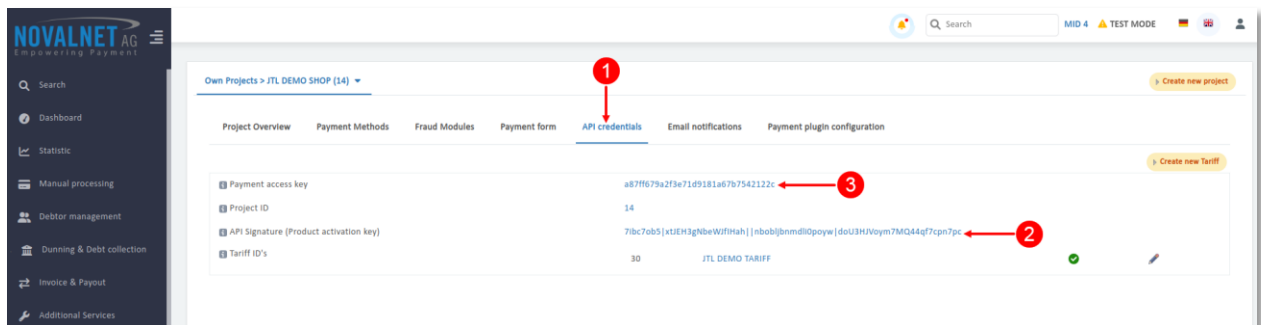 NOVALNET AG
Empowering Payment
Search
MID 4
TEST MODE
Search
Dashboard
Statistic
Manual processing
Debtor management
Dunning & Debt collection
Invoice & Payout
Additional Services
Own Projects > JTL DEMO SHOP (14)
Create new project
1
Project Overview
Payment Methods
Fraud Modules
Payment form
API credentials
Email notifications
Payment plugin configuration
Create new Tariff
Payment access key
a87ff679a2f3e71d9181a67b7542122c
3
Project ID
14
API Signature (Product activation key)
7ibc7ob5|xtJEH3gNbeWJfIHah||nbobljbnmdli0poyw|doU3HJVoym7MQ44qf7cpn7pc
2
Tariff ID's
30
JTL DEMO TARIFF